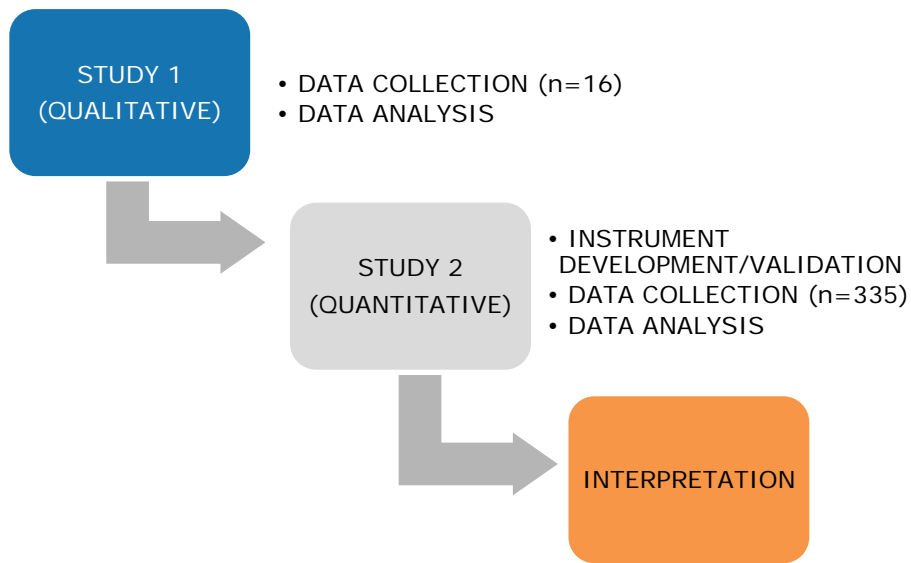 STUDY 1
(QUALITATIVE)
• DATA COLLECTION (n=16)
• DATA ANALYSIS
STUDY 2
(QUANTITATIVE)
• INSTRUMENT
DEVELOPMENT/VALIDATION
• DATA COLLECTION (n=335)
• DATA ANALYSIS
INTERPRETATION